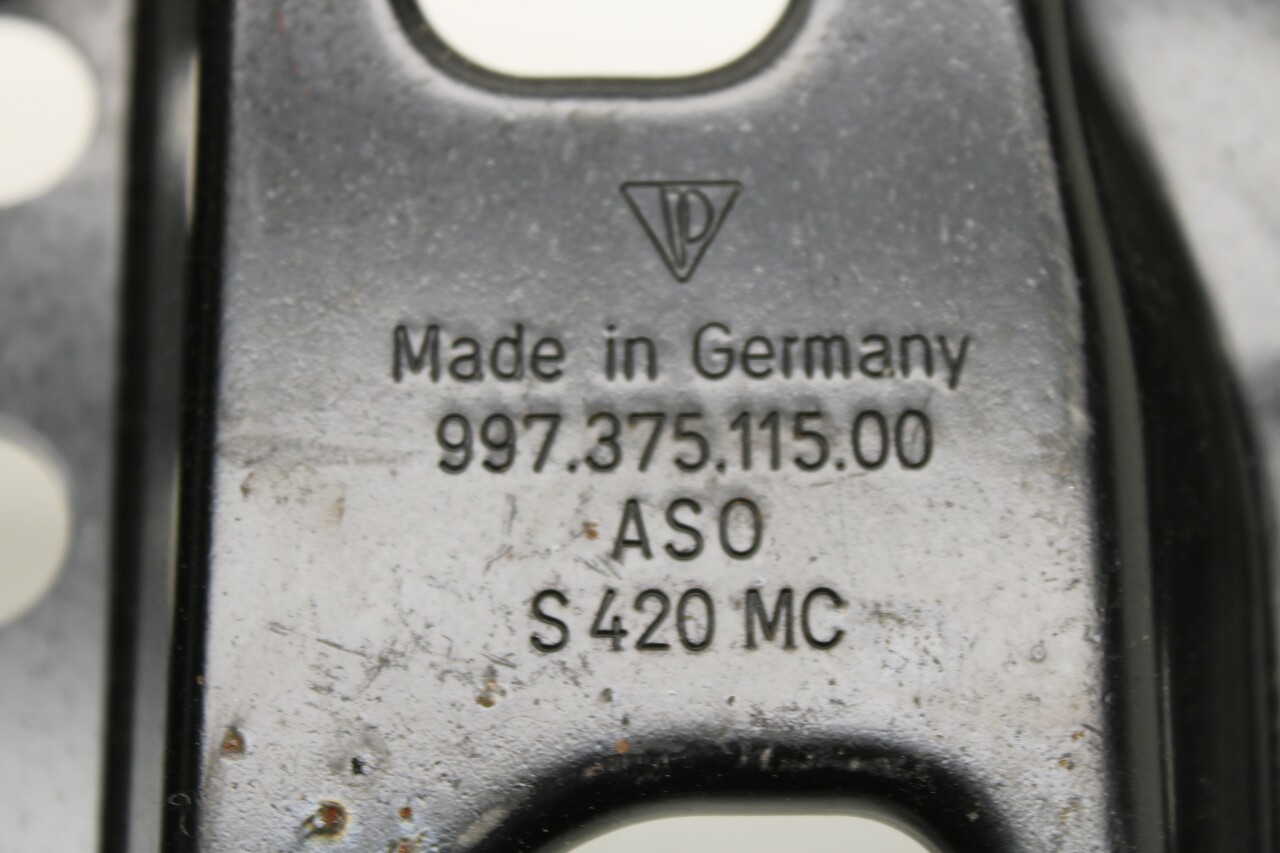 Made in Germany
997.375.115.00
ASO
S 420 MC